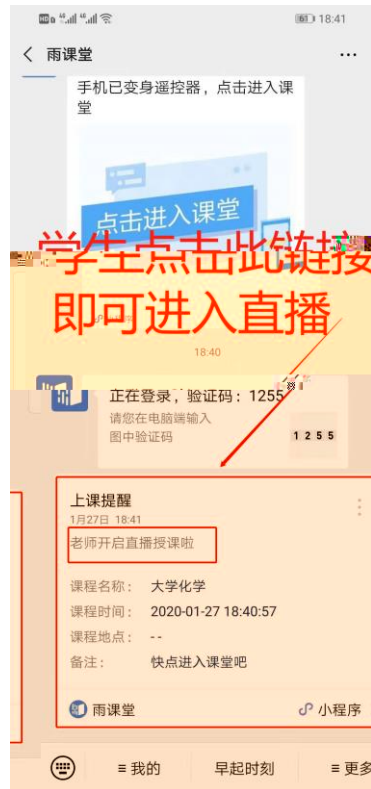 18:41
雨课堂
手机已变身遥控器，点击进入课
堂
点击进入课堂
学生点击此链接
即可进入直播
18:40
正在登录，验证码：1255
请您在电脑端输入
图中验证码
1 2 5 5
上课提醒
1月27日 18:41
老师开启直播授课啦
课程名称： 大学化学
课程时间： 2020-01-27 18:40:57
课程地点： --
备注： 快点进入课堂吧
雨课堂 小程序
≡ 我的 早起时刻 ≡ 更多